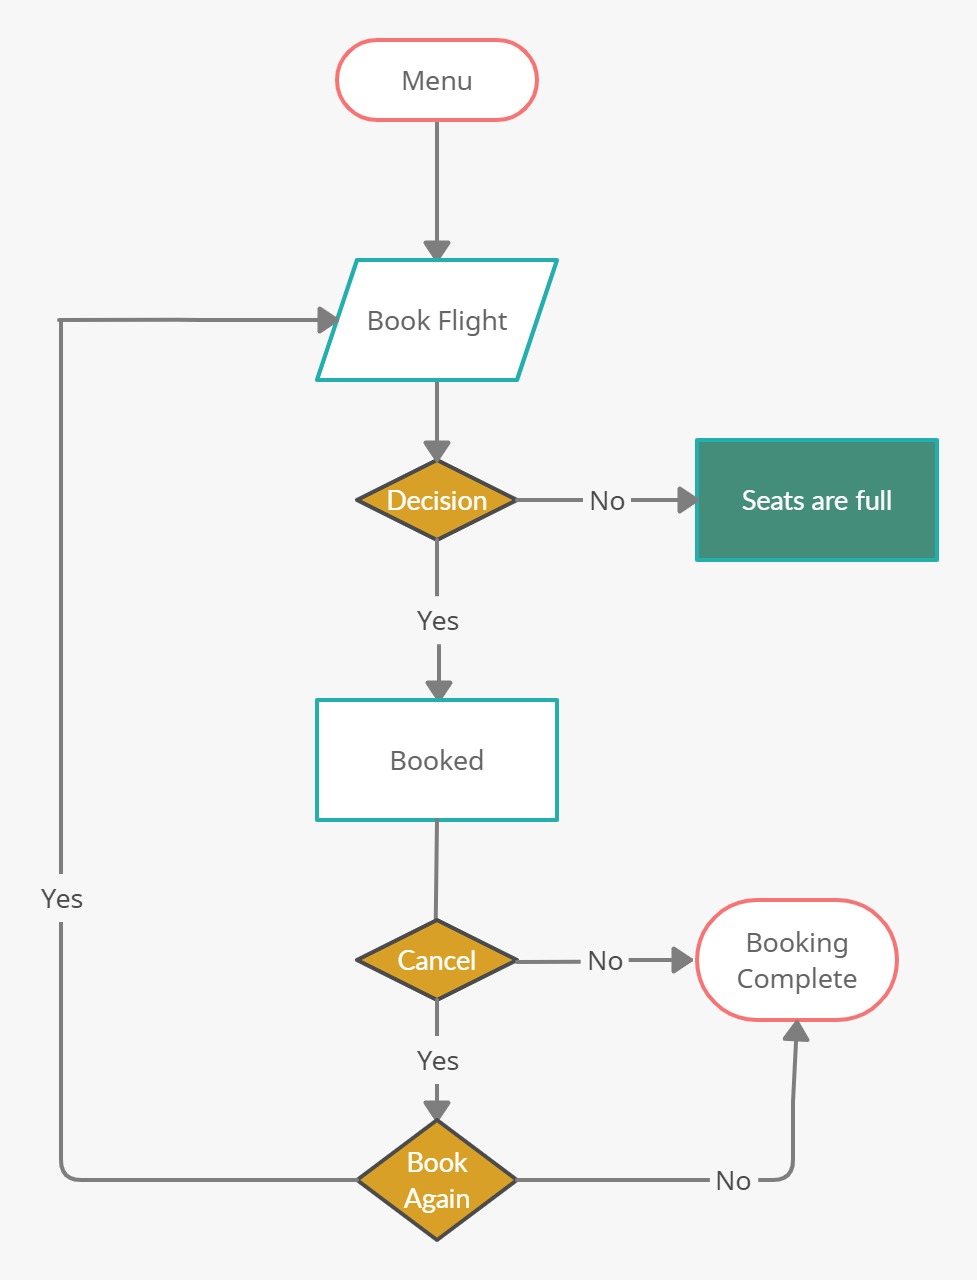 Menu
Book Flight
Decision
No
Seats are full
Yes
Booked
Yes
Cancel
No
Booking
Complete
Yes
Book
Again
No